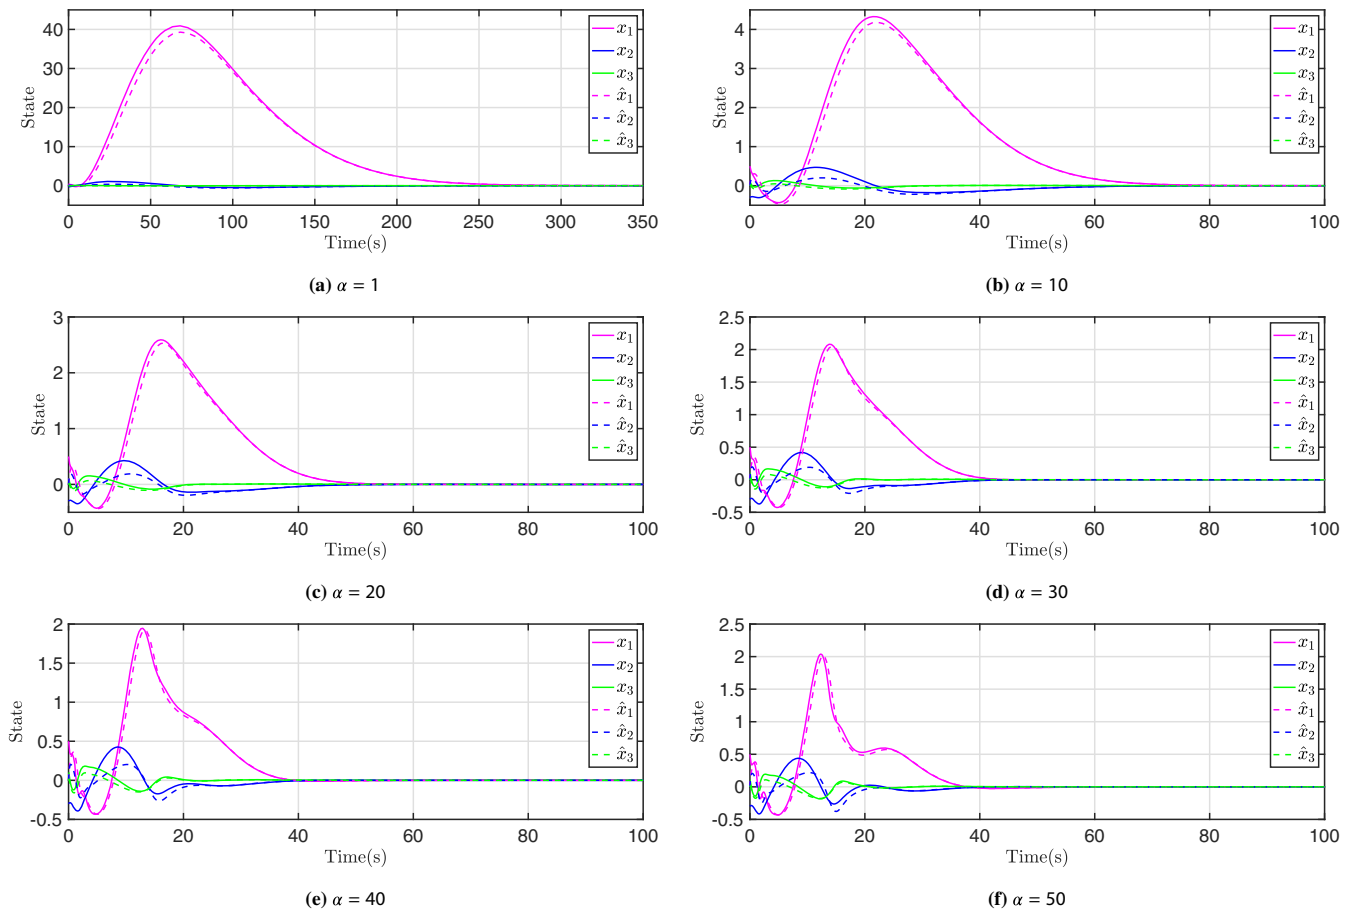 State
40
30
20
10
0
0 50 100 150 200 250 300 350
Time(s)
x₁
x₂
x₃
x̂₁
x̂₂
x̂₃
(a) α = 1
State
4
3
2
1
0
0 20 40 60 80 100
Time(s)
x₁
x₂
x₃
x̂₁
x̂₂
x̂₃
(b) α = 10
State
3
2
1
0
0 20 40 60 80 100
Time(s)
x₁
x₂
x₃
x̂₁
x̂₂
x̂₃
(c) α = 20
State
2.5
2
1.5
1
0.5
0
-0.5
0 20 40 60 80 100
Time(s)
x₁
x₂
x₃
x̂₁
x̂₂
x̂₃
(d) α = 30
State
2
1.5
1
0.5
0
-0.5
0 20 40 60 80 100
Time(s)
x₁
x₂
x₃
x̂₁
x̂₂
x̂₃
(e) α = 40
State
2.5
2
1.5
1
0.5
0
-0.5
0 20 40 60 80 100
Time(s)
x₁
x₂
x₃
x̂₁
x̂₂
x̂₃
(f) α = 50